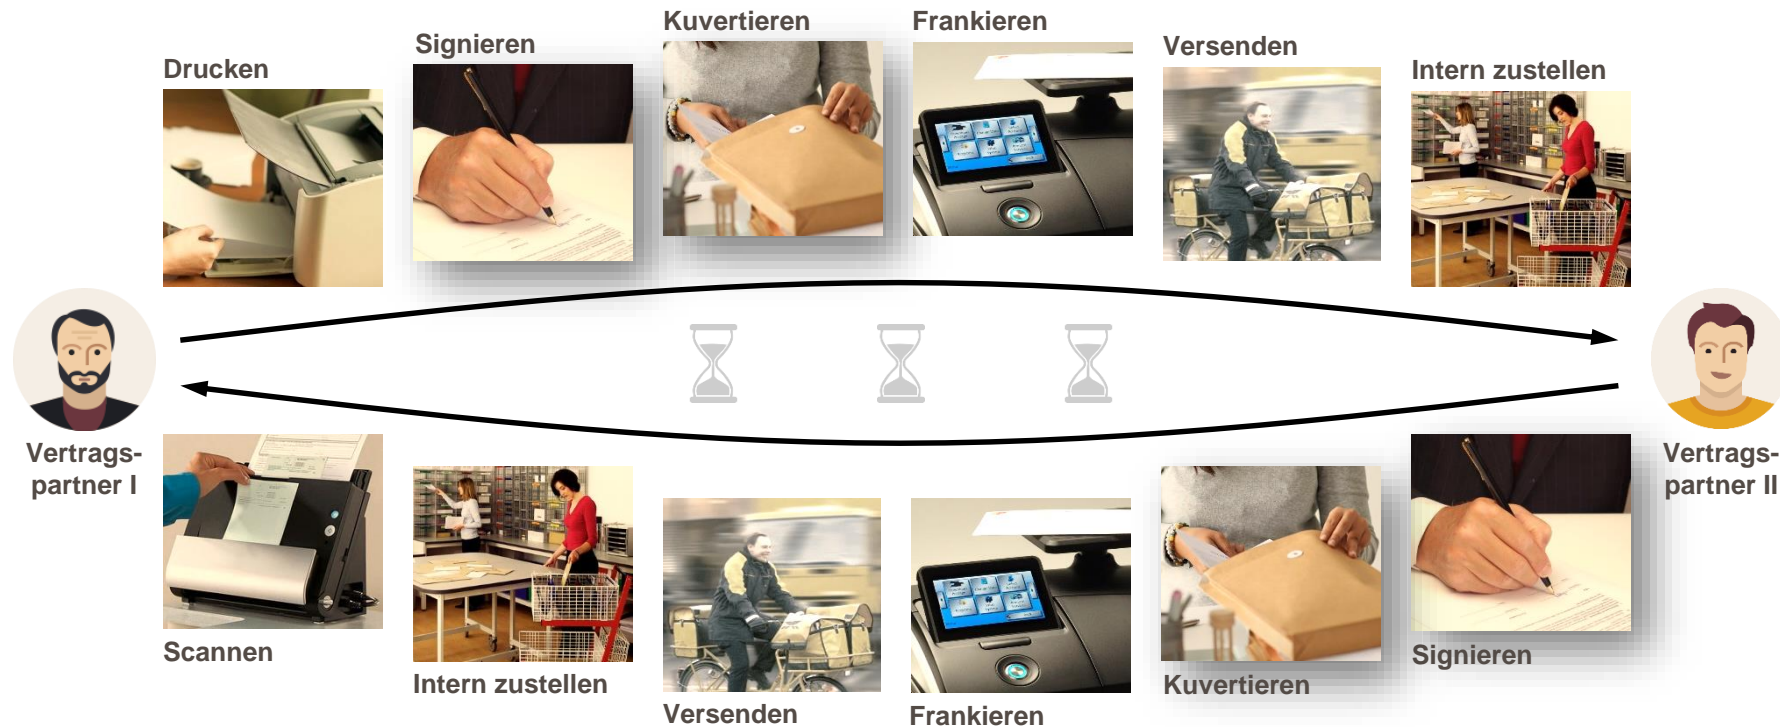 Drucken
Signieren
Kuvertieren
Frankieren
Versenden
Intern zustellen
Vertrags-
partner I
Vertrags-
partner II
Scannen
Intern zustellen
Versenden
Frankieren
Kuvertieren
Signieren